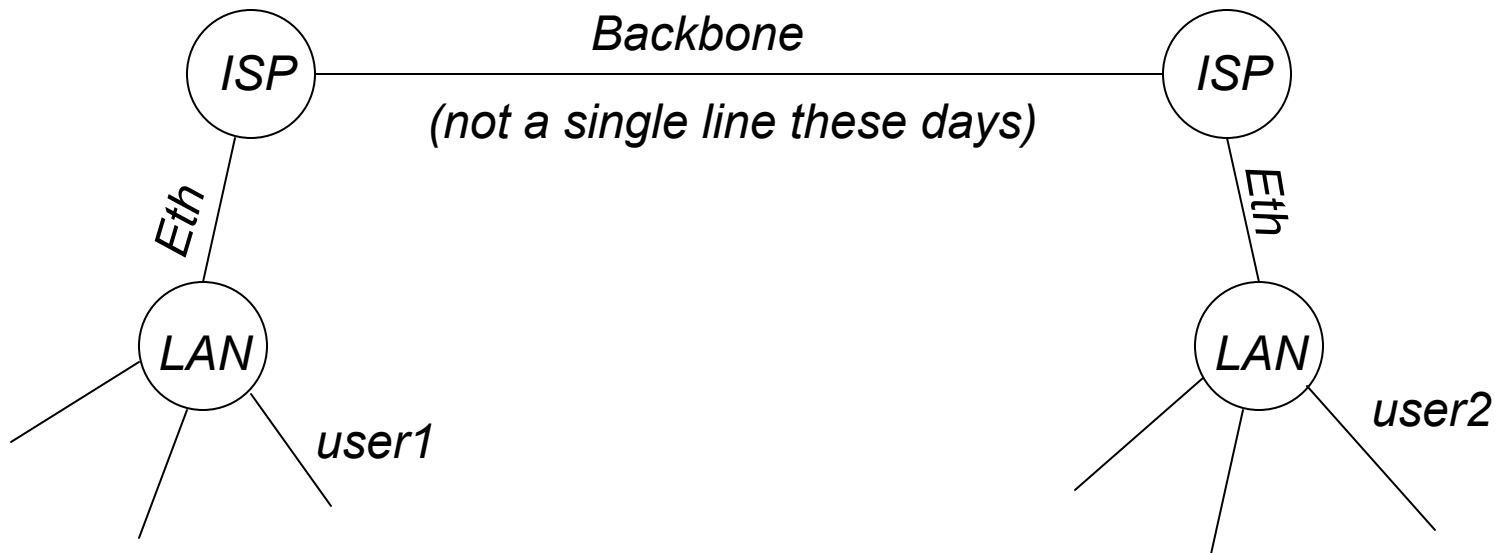 Backbone
ISP
ISP
(not a single line these days)
Eth
Eth
LAN
LAN
user1
user2